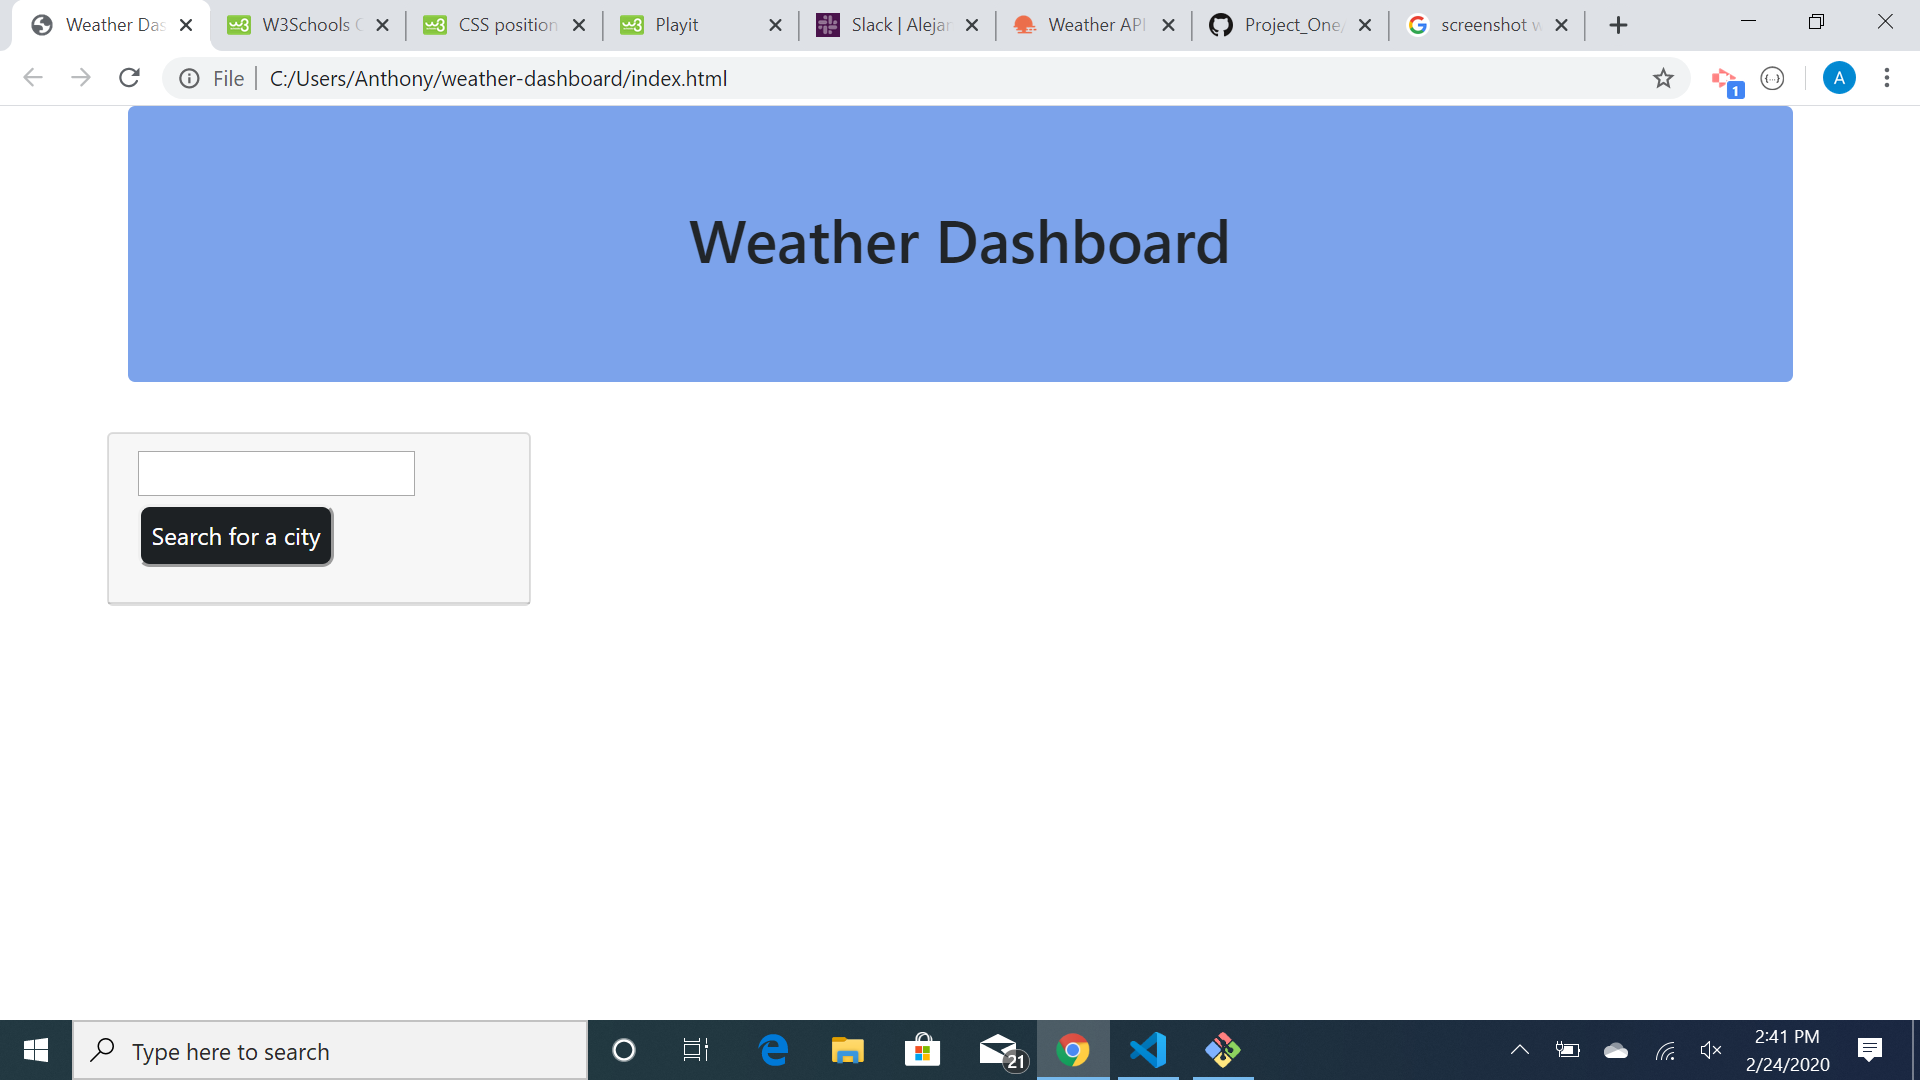 Weather Das
W3Schools
CSS position
Playit
Slack | Alejan
Weather API
Project_One/
screenshot w
File
C:/Users/Anthony/weather-dashboard/index.html
1
A
Weather Dashboard
Search for a city
Type here to search
21
2:41 PM
2/24/2020